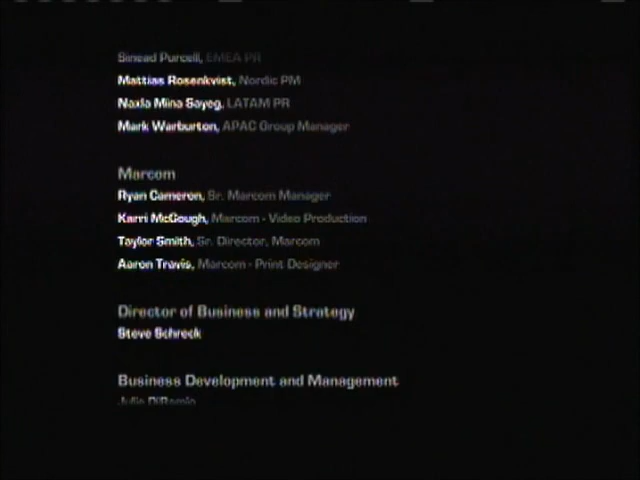 Sinead Purcell, EMEA PR
Mattias Rosenkvist, Nordic PM
Naxla Mina Sayeg, LATAM PR
Mark Warburton, APAC Group Manager
Marcom
Ryan Cameron, Sr. Marcom Manager
Karri McGough, Marcom - Video Production
Taylor Smith, Sr. Director, Marcom
Aaron Travis, Marcom - Print Designer
Director of Business and Strategy
Steve Schreck
Business Development and Management
Julie